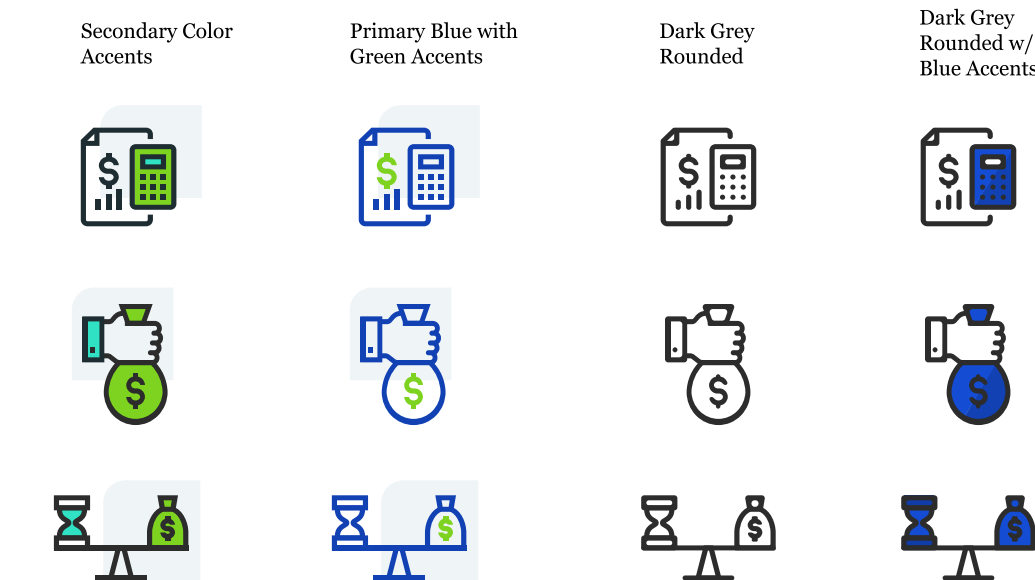 Secondary Color
Accents
Primary Blue with
Green Accents
Dark Grey
Rounded
Dark Grey
Rounded w/
Blue Accents
$
$
$
$
$
$
$
$
$
$
$
$